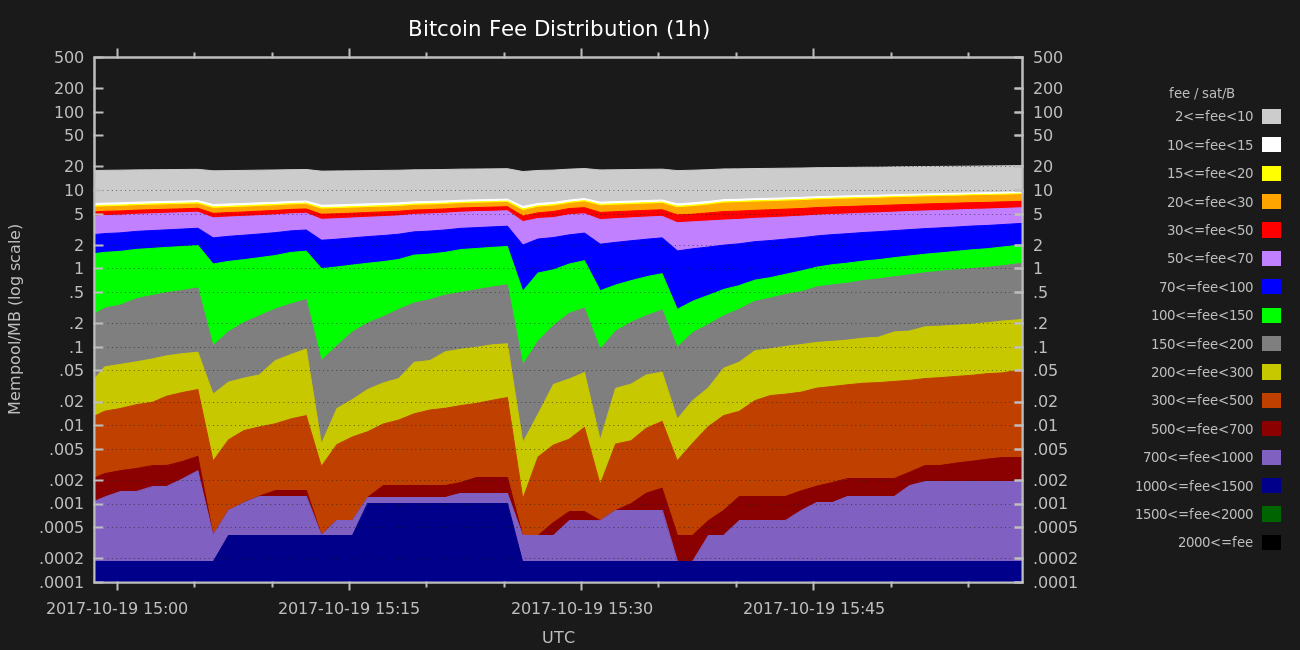 Bitcoin Fee Distribution (1h)
Mempool/MB (log scale)
500
200
100
50
20
10
5
2
1
.5
.2
.1
.05
.02
.01
.005
.002
.001
.0005
.0002
.0001
500
200
100
50
20
10
5
2
1
.5
.2
.1
.05
.02
.01
.005
.002
.001
.0005
.0002
.0001
2017-10-19 15:00
2017-10-19 15:15
2017-10-19 15:30
2017-10-19 15:45
UTC
fee / sat/B
2<=fee<10
10<=fee<15
15<=fee<20
20<=fee<30
30<=fee<50
50<=fee<70
70<=fee<100
100<=fee<150
150<=fee<200
200<=fee<300
300<=fee<500
500<=fee<700
700<=fee<1000
1000<=fee<1500
1500<=fee<2000
2000<=fee